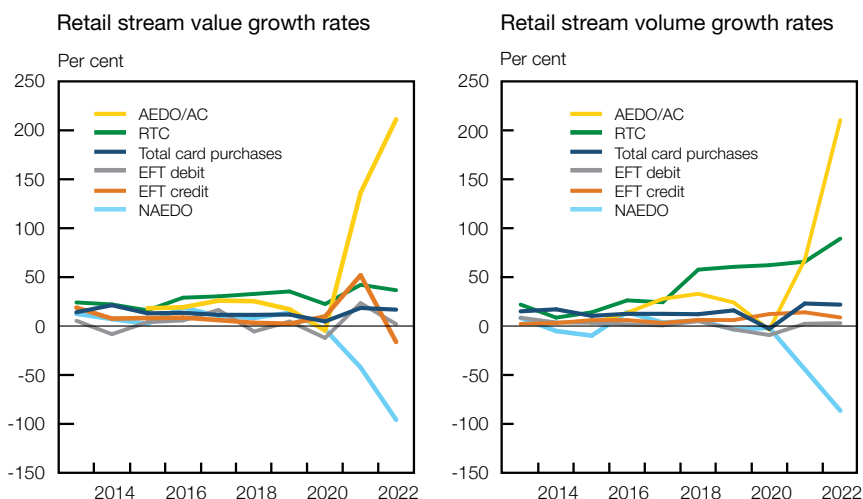 Retail stream value growth rates
Per cent
250
200
150
100
50
0
-50
-100
-150
AEDO/AC
RTC
Total card purchases
EFT debit
EFT credit
NAEDO
2014 2016 2018 2020 2022
Retail stream volume growth rates
Per cent
250
200
150
100
50
0
-50
-100
-150
AEDO/AC
RTC
Total card purchases
EFT debit
EFT credit
NAEDO
2014 2016 2018 2020 2022